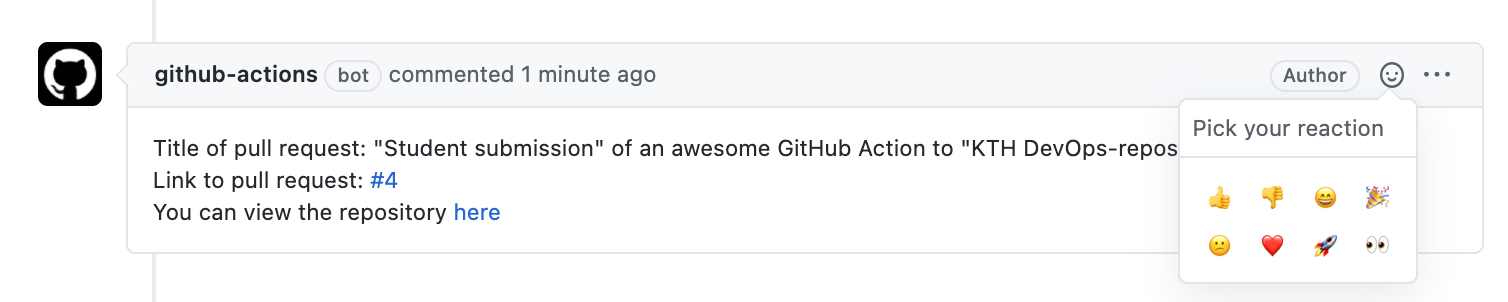 github-actions bot commented 1 minute ago Author
Pick your reaction
Title of pull request: "Student submission" of an awesome GitHub Action to "KTH DevOps-repos
Link to pull request: #4
You can view the repository here